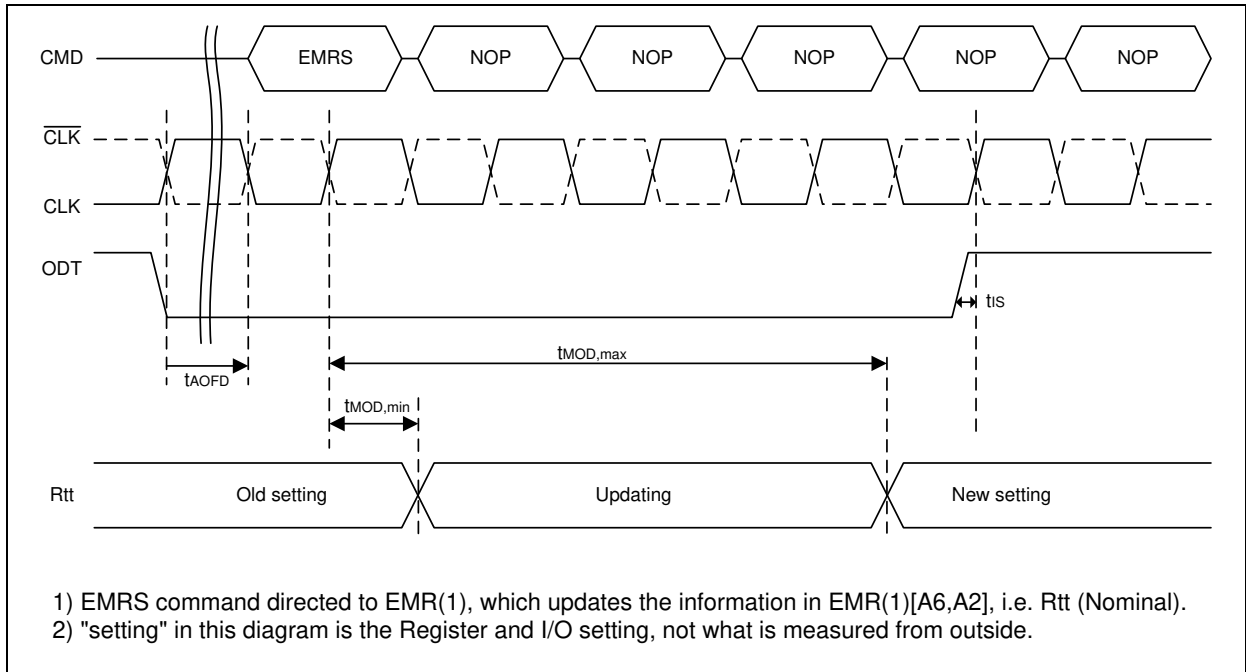 CMD EMRS NOP NOP NOP NOP NOP
CLK
CLK
ODT
tIS
tMOD,max
tAOFD
tMOD,min
Rtt Old setting Updating New setting
1) EMRS command directed to EMR(1), which updates the information in EMR(1)[A6,A2], i.e. Rtt (Nominal).
2) "setting" in this diagram is the Register and I/O setting, not what is measured from outside.